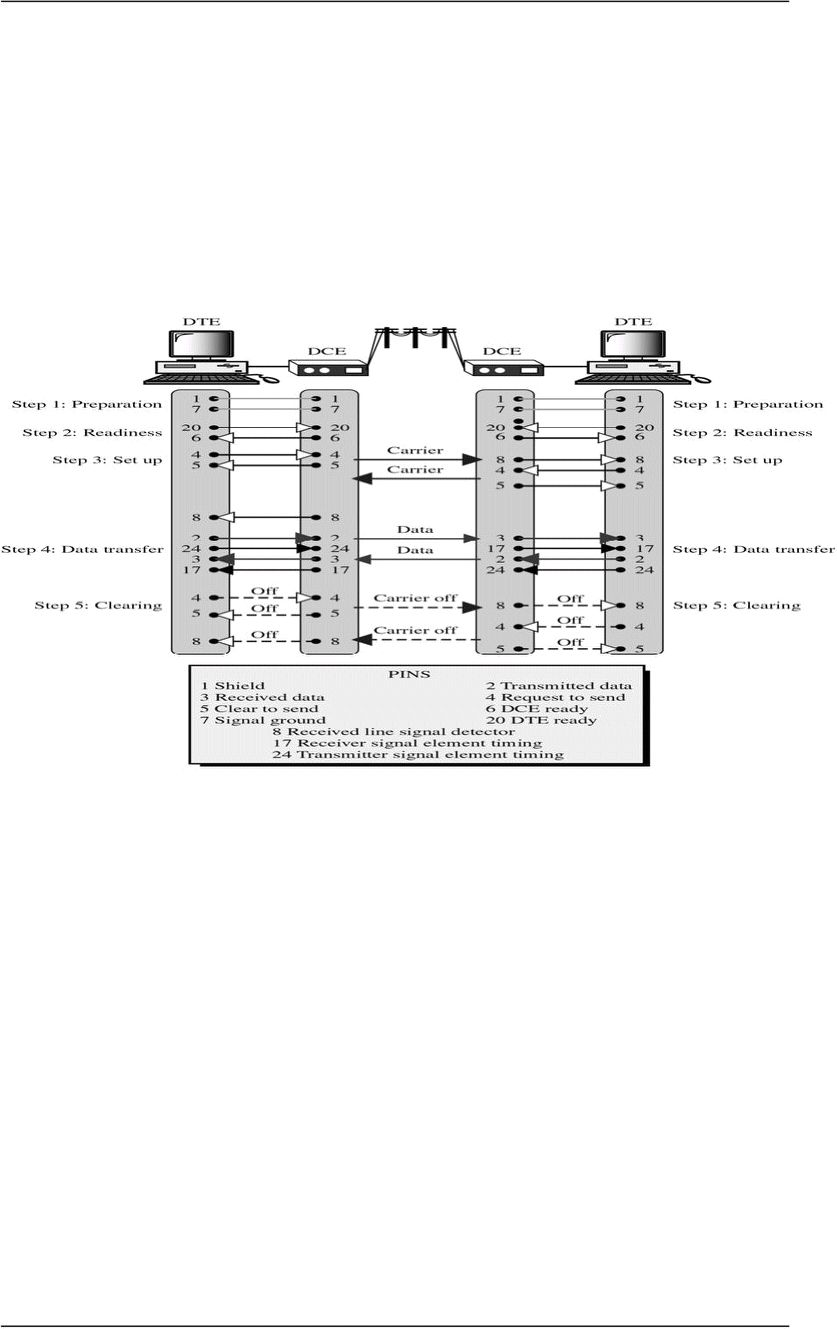 DTE DTE
DCE DCE
Step 1: Preparation 1 1 1 1 Step 1: Preparation
7 7 7 7
Step 2: Readiness 20 20 20 20 Step 2: Readiness
6 6 6 6
Carrier
Step 3: Set up 4 4 8 8 Step 3: Set up
5 5 4 4
Carrier
5 5
8 8
Data
2 2 3 3
Step 4: Data transfer 24 24 17 17 Step 4: Data transfer
Data
3 3 2 2
17 17 24 24
Off
4 4 Carrier off Off
Step 5: Clearing 8 8 Step 5: Clearing
Off
5 5
Off
4 4
Carrier off
Off
8 8
Off
5 5
PINS
1 Shield 2 Transmitted data
3 Received data 4 Request to send
5 Clear to send 6 DCE ready
7 Signal ground 20 DTE ready
8 Received line signal detector
17 Receiver signal element timing
24 Transmitter signal element timing